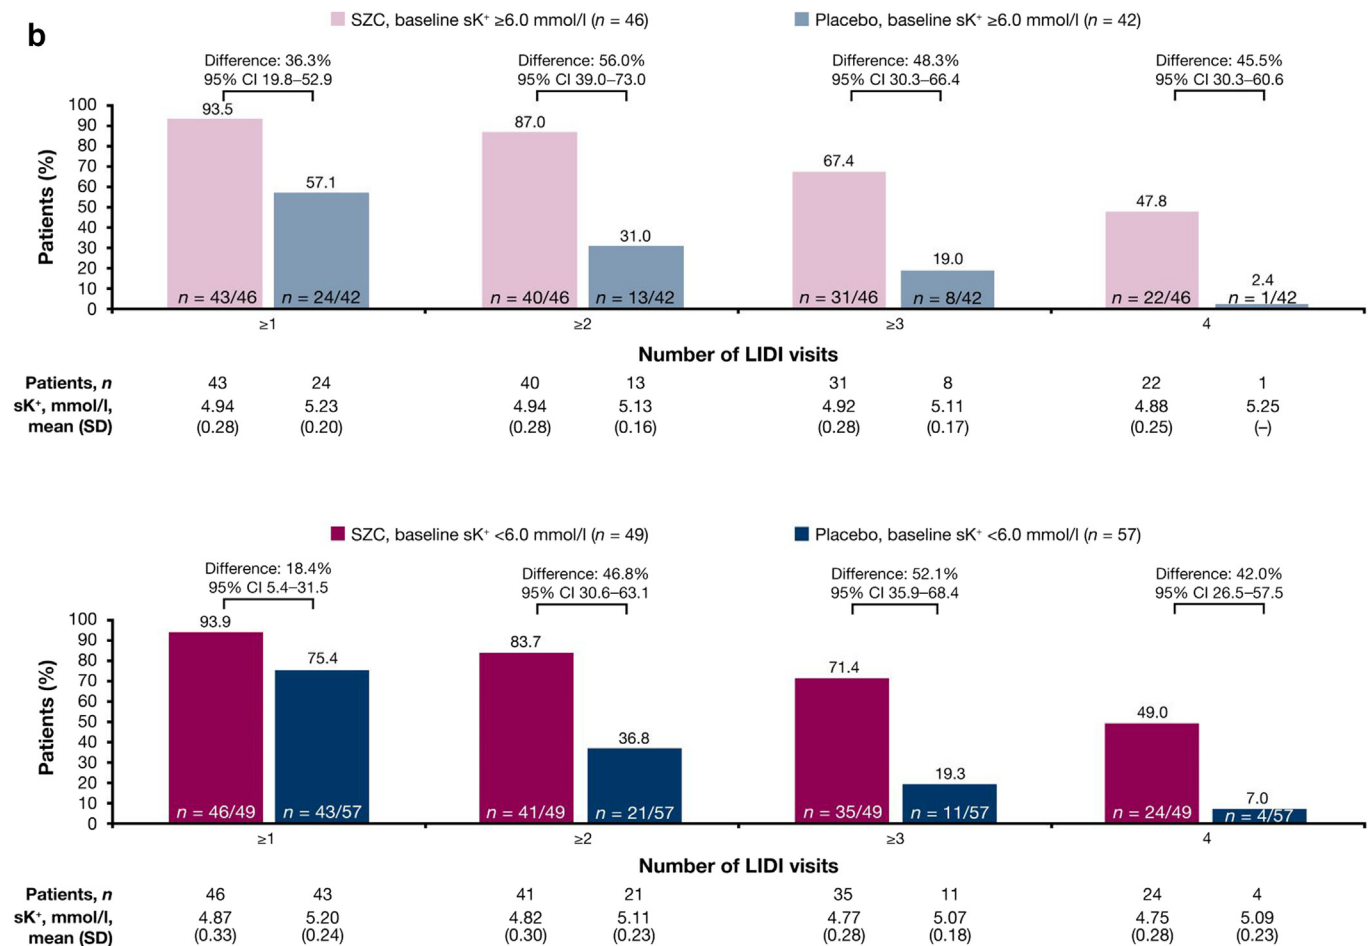 b
SZC, baseline sK⁺ ≥6.0 mmol/l (n = 46) Placebo, baseline sK⁺ ≥6.0 mmol/l (n = 42)
Difference: 36.3% Difference: 56.0% Difference: 48.3% Difference: 45.5%
95% CI 19.8–52.9 95% CI 39.0–73.0 95% CI 30.3–66.4 95% CI 30.3–60.6
Patients (%)
100
90
80
70
60
50
40
30
20
10
0
93.5 57.1 87.0 31.0 67.4 19.0 47.8 2.4
n = 43/46 n = 24/42 n = 40/46 n = 13/42 n = 31/46 n = 8/42 n = 22/46 n = 1/42
≥1 ≥2 ≥3 4
Number of LIDI visits
Patients, n 43 24 40 13 31 8 22 1
sK⁺, mmol/l, 4.94 5.23 4.94 5.13 4.92 5.11 4.88 5.25
mean (SD) (0.28) (0.20) (0.28) (0.16) (0.28) (0.17) (0.25) (–)
SZC, baseline sK⁺ <6.0 mmol/l (n = 49) Placebo, baseline sK⁺ <6.0 mmol/l (n = 57)
Difference: 18.4% Difference: 46.8% Difference: 52.1% Difference: 42.0%
95% CI 5.4–31.5 95% CI 30.6–63.1 95% CI 35.9–68.4 95% CI 26.5–57.5
Patients (%)
100
90
80
70
60
50
40
30
20
10
0
93.9 75.4 83.7 36.8 71.4 19.3 49.0 7.0
n = 46/49 n = 43/57 n = 41/49 n = 21/57 n = 35/49 n = 11/57 n = 24/49 n = 4/57
≥1 ≥2 ≥3 4
Number of LIDI visits
Patients, n 46 43 41 21 35 11 24 4
sK⁺, mmol/l, 4.87 5.20 4.82 5.11 4.77 5.07 4.75 5.09
mean (SD) (0.33) (0.24) (0.30) (0.23) (0.28) (0.18) (0.28) (0.23)